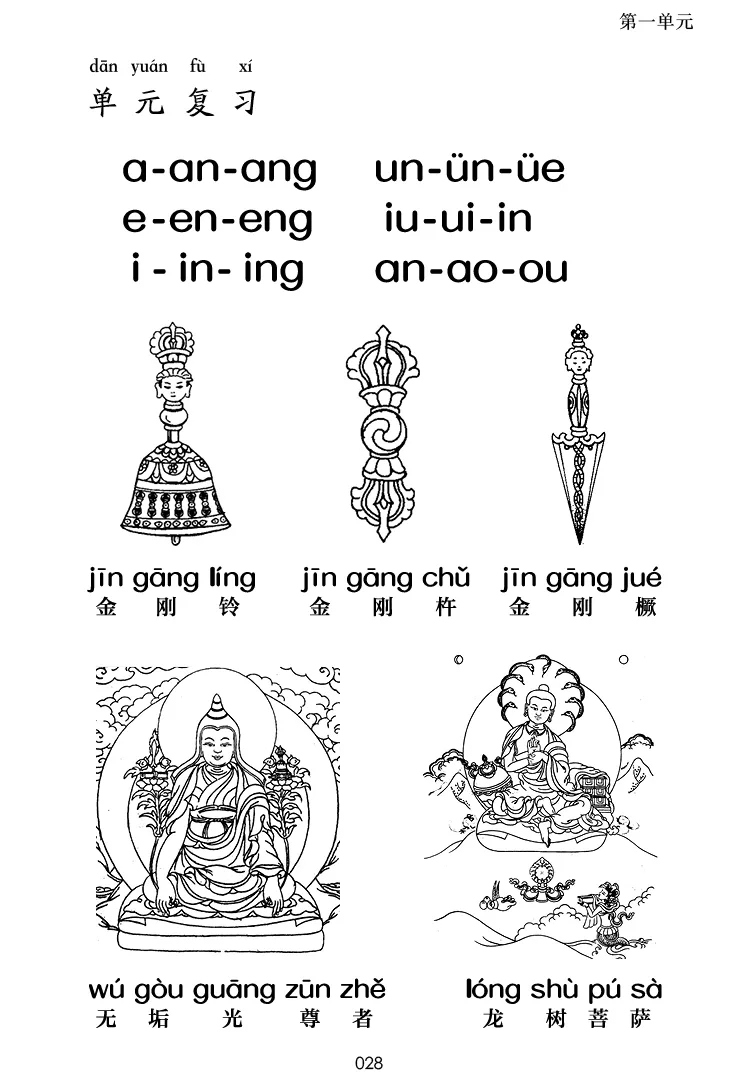 第一单元
dān yuán fù xí
单元复习
a-an-ang un-ün-üe
e-en-eng iu-ui-in
i-in-ing an-ao-ou
jīn gāng líng jīn gāng chǔ jīn gāng jué
金刚铃 金刚杵 金刚橛
wú gòu guāng zūn zhě lóng shù pú sà
无垢光尊者 龙树菩萨
028